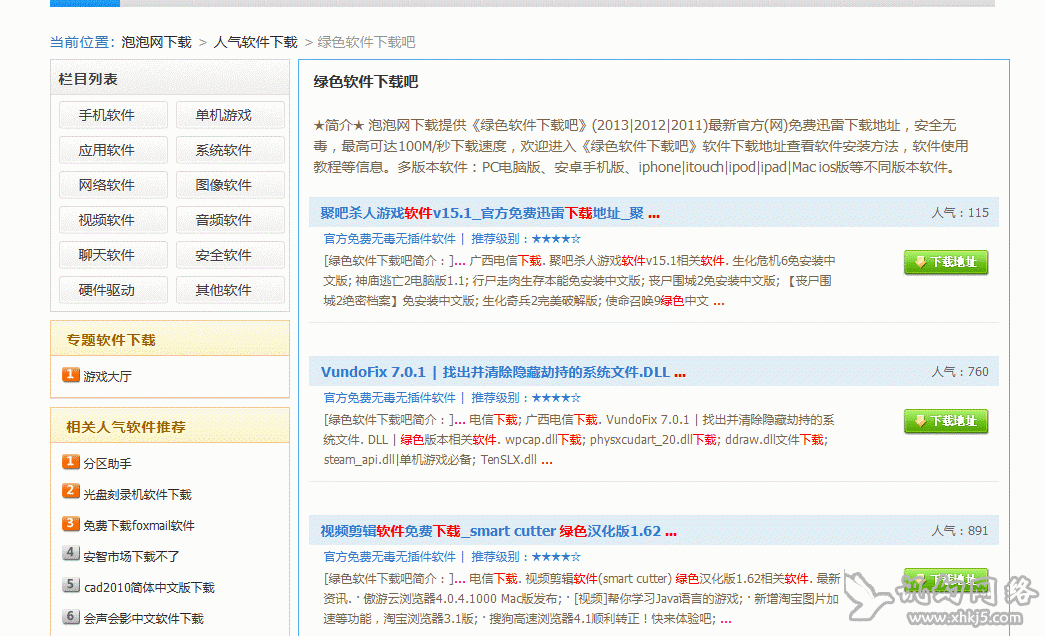 当前位置：泡泡网下载 > 人气软件下载 > 绿色软件下载吧
栏目列表
手机软件 单机游戏
应用软件 系统软件
网络软件 图像软件
视频软件 音频软件
聊天软件 安全软件
硬件驱动 其他软件
专题软件下载
1 游戏大厅
相关人气软件推荐
1 分区助手
2 光盘刻录机软件下载
3 免费下载foxmail软件
4 安智市场下载不了
5 cad2010简体中文版下载
6 会声会影中文软件下载
绿色软件下载吧
★简介★ 泡泡网下载提供《绿色软件下载吧》(2013|2012|2011)最新官方(网)免费迅雷下载地址，安全无
毒，最高可达100M/秒下载速度，欢迎进入《绿色软件下载吧》软件下载地址查看软件安装方法，软件使用
教程等信息。多版本软件：PC电脑版、安卓手机版、iphone|itouch|ipod|ipad|Mac ios版等不同版本软件。
聚吧杀人游戏软件v15.1_官方免费迅雷下载地址_聚 ... 人气：115
官方免费无毒无插件软件 | 推荐级别：★★★★☆
[绿色软件下载吧简介：]... 广西电信下载. 聚吧杀人游戏软件v15.1相关软件. 生化危机6免安装中
文版; 神庙逃亡2电脑版1.1; 行尸走肉生存本能免安装中文版; 丧尸围城2免安装中文版; 【丧尸围
城2绝密档案】免安装中文版; 生化奇兵2完美破解版; 使命召唤9绿色中文 ...
下载地址
VundoFix 7.0.1 | 找出并清除隐藏劫持的系统文件.DLL ... 人气：760
官方免费无毒无插件软件 | 推荐级别：★★★★☆
[绿色软件下载吧简介：]... 电信下载; 广西电信下载. VundoFix 7.0.1 | 找出并清除隐藏劫持的系
统文件. DLL | 绿色版本相关软件. wpcap.dll下载; physxcudart_20.dll下载; ddraw.dll文件下载;
steam_api.dll|单机游戏必备; TenSLX.dll ...
下载地址
视频剪辑软件免费下载_smart cutter 绿色汉化版1.62 ... 人气：891
官方免费无毒无插件软件 | 推荐级别：★★★★☆
[绿色软件下载吧简介：]... 电信下载. 视频剪辑软件(smart cutter) 绿色汉化版1.62相关软件. 最新
资讯. · 傲游云浏览器4.0.4.1000 Mac版发布; · [视频]帮你学习Java语言的游戏; · 新增淘宝图片加
速等功能，淘宝浏览器3.1版; · 搜狗高速浏览器4.1顺利转正！快来体验吧; ...
下载地址
www.xhkj5.com